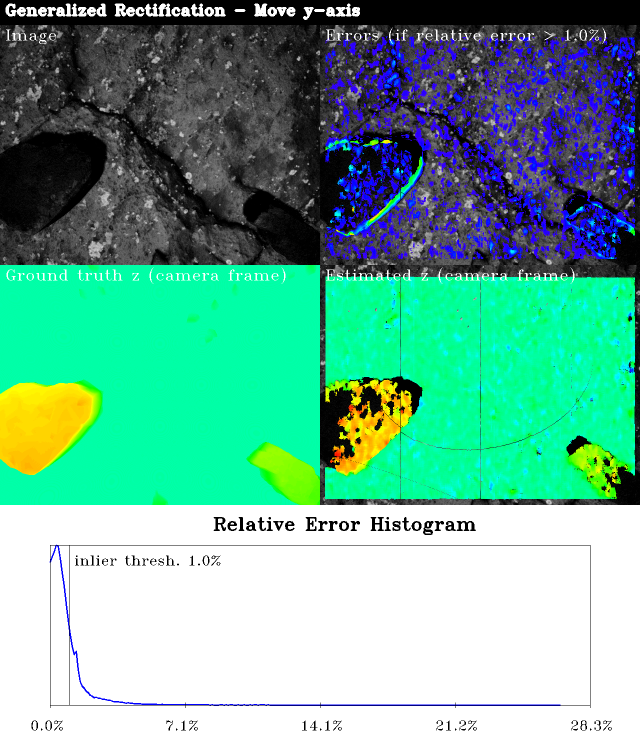 Generalized Rectification - Move y-axis
Image
Errors (if relative error > 1.0%)
Ground truth z (camera frame)
Estimated z (camera frame)
Relative Error Histogram
inlier thresh. 1.0%
0.0% 7.1% 14.1% 21.2% 28.3%